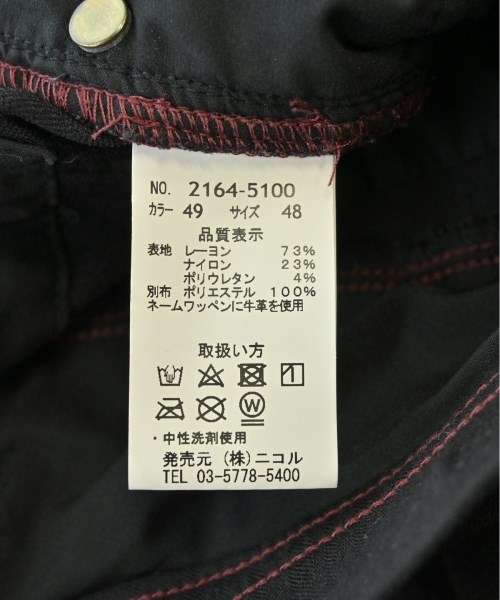 NO. 2164-5100
カラー 49 サイズ 48
品質表示
表地 レーヨン 73%
ナイロン 23%
ポリウレタン 4%
別布 ポリエステル 100%
ネームワッペンに牛革を使用
取扱い方
W
・中性洗剤使用
発売元 (株)ニコル
TEL 03-5778-5400